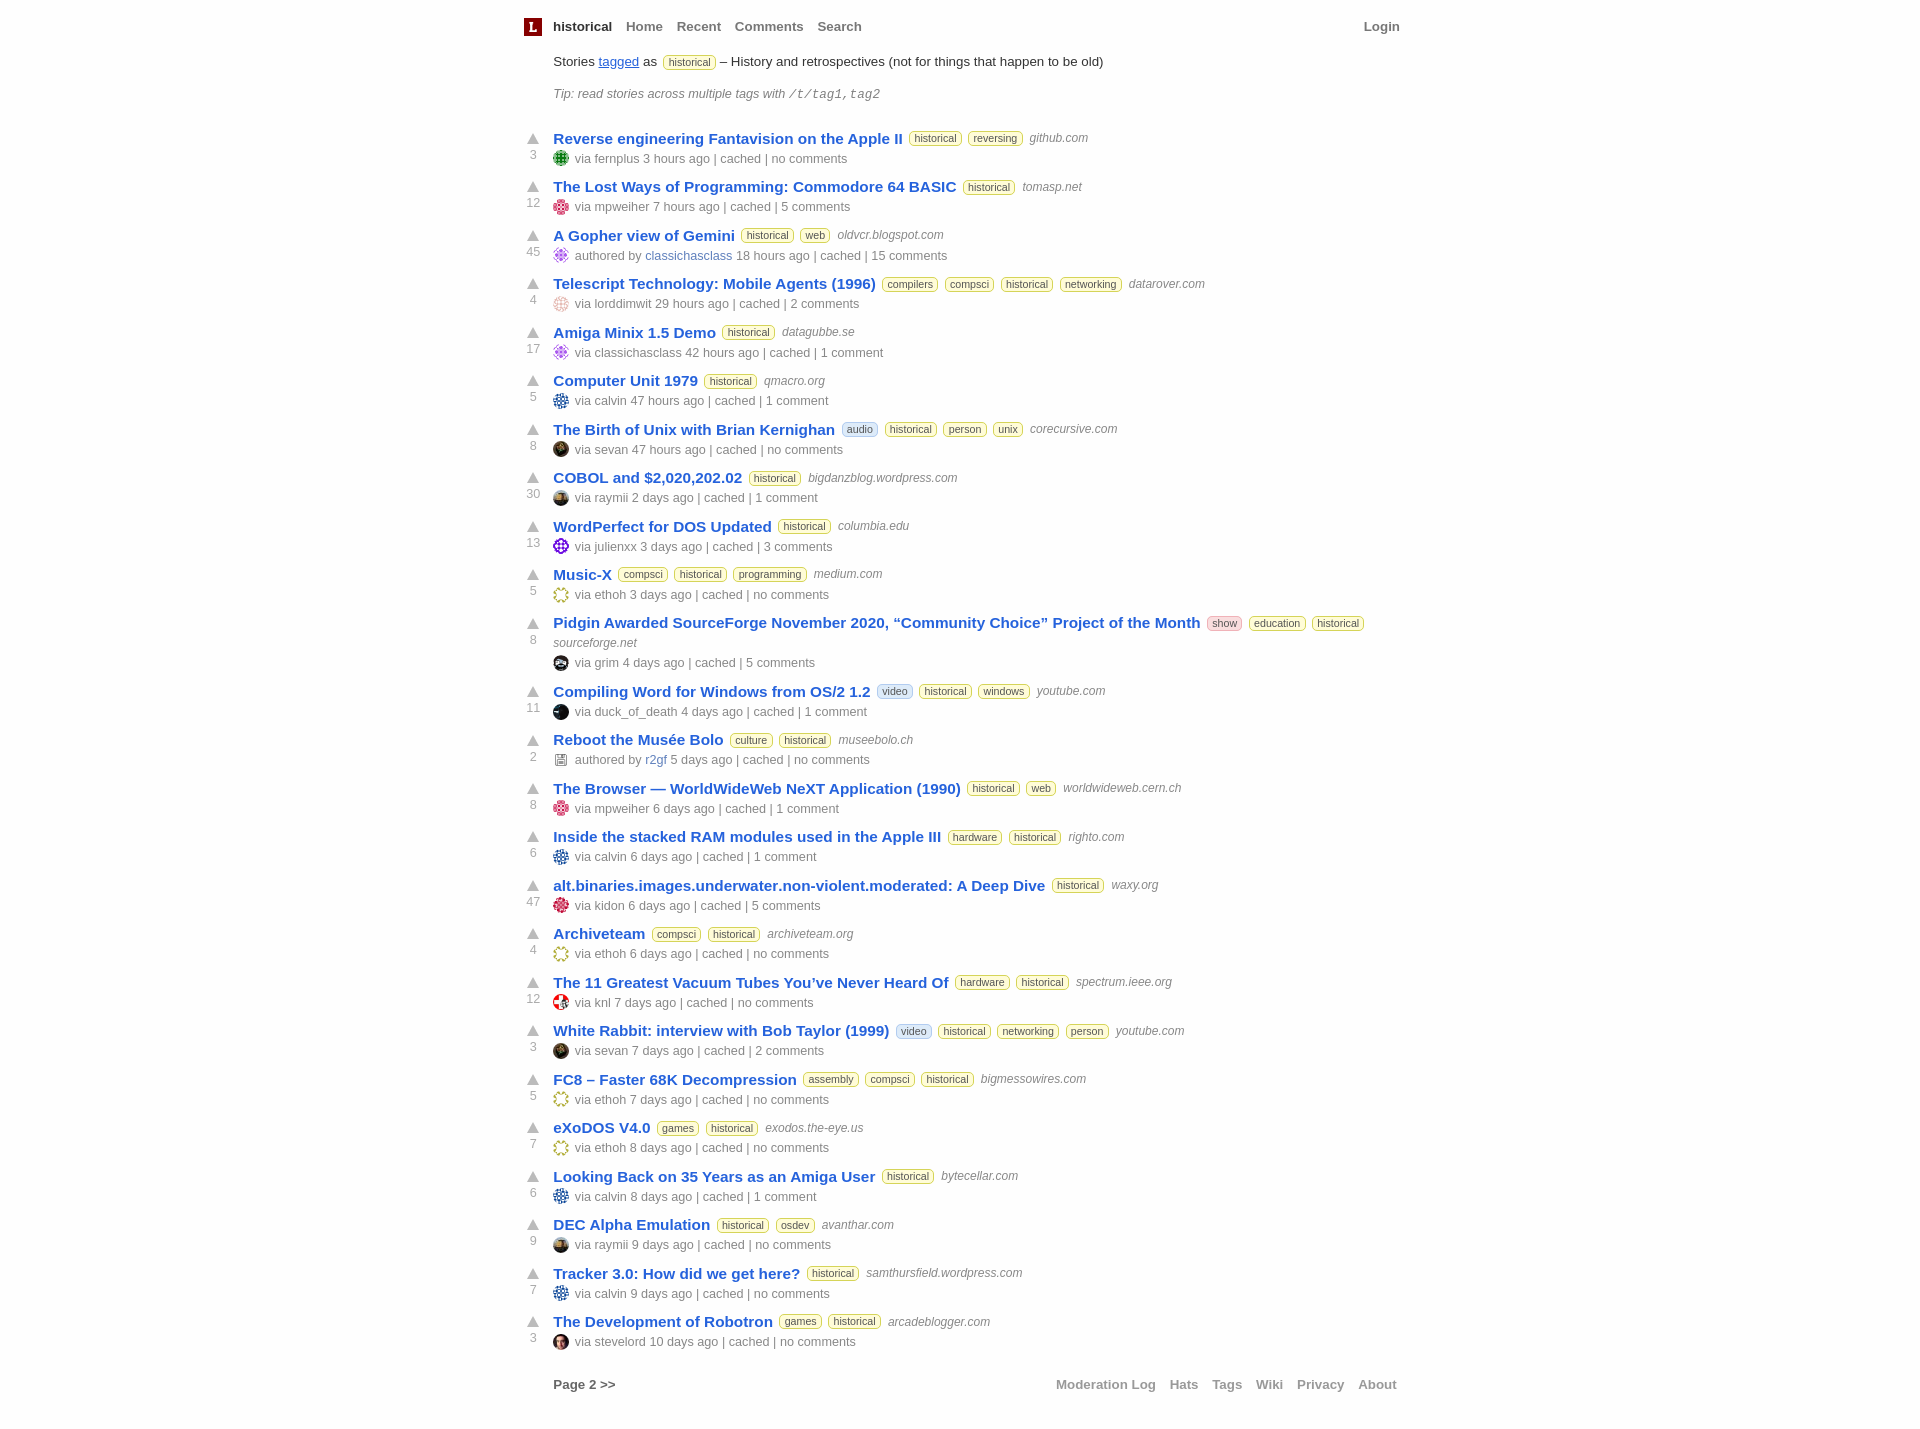 L historical Home Recent Comments Search Login
Stories tagged as historical – History and retrospectives (not for things that happen to be old)
Tip: read stories across multiple tags with /t/tag1,tag2
Reverse engineering Fantavision on the Apple II historical reversing github.com
3 via fernplus 3 hours ago | cached | no comments
The Lost Ways of Programming: Commodore 64 BASIC historical tomasp.net
12 via mpweiher 7 hours ago | cached | 5 comments
A Gopher view of Gemini historical web oldvcr.blogspot.com
45 authored by classichasclass 18 hours ago | cached | 15 comments
Telescript Technology: Mobile Agents (1996) compilers compsci historical networking datarover.com
4 via lorddimwit 29 hours ago | cached | 2 comments
Amiga Minix 1.5 Demo historical datagubbe.se
17 via classichasclass 42 hours ago | cached | 1 comment
Computer Unit 1979 historical qmacro.org
5 via calvin 47 hours ago | cached | 1 comment
The Birth of Unix with Brian Kernighan audio historical person unix corecursive.com
8 via sevan 47 hours ago | cached | no comments
COBOL and $2,020,202.02 historical bigdanzblog.wordpress.com
30 via raymii 2 days ago | cached | 1 comment
WordPerfect for DOS Updated historical columbia.edu
13 via julienxx 3 days ago | cached | 3 comments
Music-X compsci historical programming medium.com
5 via ethoh 3 days ago | cached | no comments
Pidgin Awarded SourceForge November 2020, “Community Choice” Project of the Month show education historical
8 sourceforge.net
via grim 4 days ago | cached | 5 comments
Compiling Word for Windows from OS/2 1.2 video historical windows youtube.com
11 via duck_of_death 4 days ago | cached | 1 comment
Reboot the Musée Bolo culture historical museebolo.ch
2 authored by r2gf 5 days ago | cached | no comments
The Browser — WorldWideWeb NeXT Application (1990) historical web worldwideweb.cern.ch
8 via mpweiher 6 days ago | cached | 1 comment
Inside the stacked RAM modules used in the Apple III hardware historical righto.com
6 via calvin 6 days ago | cached | 1 comment
alt.binaries.images.underwater.non-violent.moderated: A Deep Dive historical waxy.org
47 via kidon 6 days ago | cached | 5 comments
Archiveteam compsci historical archiveteam.org
4 via ethoh 6 days ago | cached | no comments
The 11 Greatest Vacuum Tubes You’ve Never Heard Of hardware historical spectrum.ieee.org
12 via knl 7 days ago | cached | no comments
White Rabbit: interview with Bob Taylor (1999) video historical networking person youtube.com
3 via sevan 7 days ago | cached | 2 comments
FC8 – Faster 68K Decompression assembly compsci historical bigmessowires.com
5 via ethoh 7 days ago | cached | no comments
eXoDOS V4.0 games historical exodos.the-eye.us
7 via ethoh 8 days ago | cached | no comments
Looking Back on 35 Years as an Amiga User historical bytecellar.com
6 via calvin 8 days ago | cached | 1 comment
DEC Alpha Emulation historical osdev avanthar.com
9 via raymii 9 days ago | cached | no comments
Tracker 3.0: How did we get here? historical samthursfield.wordpress.com
7 via calvin 9 days ago | cached | no comments
The Development of Robotron games historical arcadeblogger.com
3 via stevelord 10 days ago | cached | no comments
Page 2 >> Moderation Log Hats Tags Wiki Privacy About